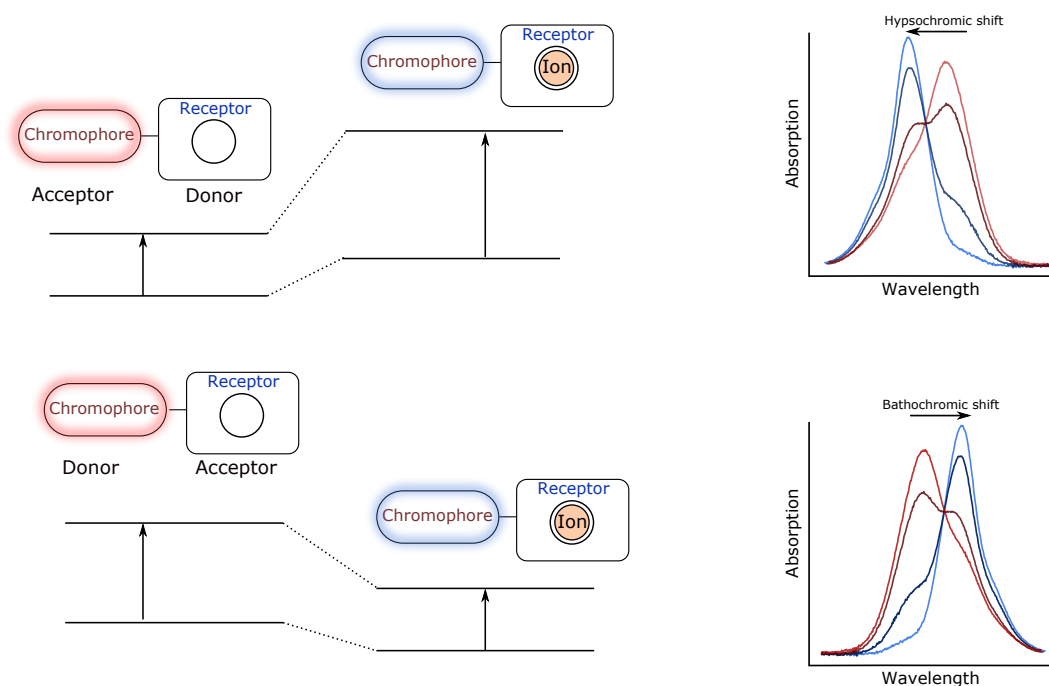 Receptor
Chromophore
Ion
Receptor
Chromophore
Acceptor
Donor
Hypsochromic shift
Absorption
Wavelength
Receptor
Chromophore
Donor
Acceptor
Receptor
Chromophore
Ion
Bathochromic shift
Absorption
Wavelength